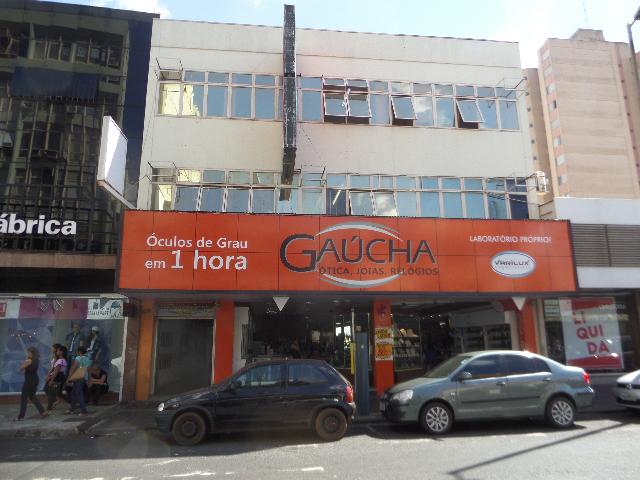 ábrica
Óculos de Grau
em 1 hora
GAÚCHA
ÓTICA, JOIAS, RELÓGIOS
LABORATÓRIO PRÓPRIO!
VARILUX
LI
QUI
DA